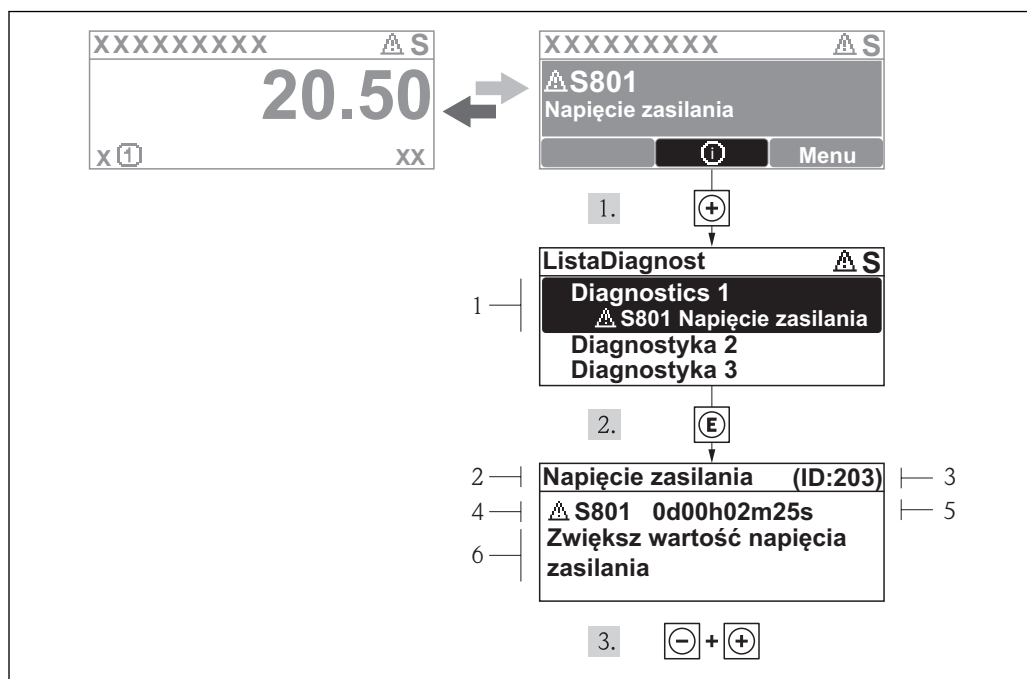 XXXXXXXXX S
20.50
x 1 XX
XXXXXXXXX S
S801
Napięcie zasilania
i Menu
1. +
ListaDiagnost S
1
Diagnostics 1
S801 Napięcie zasilania
Diagnostyka 2
Diagnostyka 3
2. E
2 Napięcie zasilania (ID:203) 3
4 S801 0d00h02m25s 5
6 Zwiększ wartość napięcia
zasilania
3. - + +